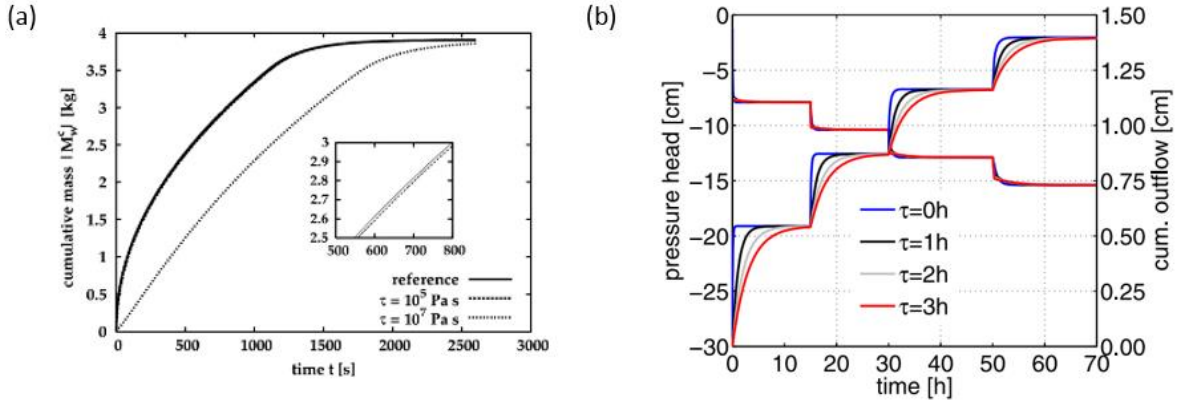 (a)
cumulative mass |M_w^c| [kg]
4
3.5
3
2.5
2
1.5
1
0.5
0
3
2.9
2.8
2.7
2.6
2.5
500 600 700 800
reference
τ = 10^5 Pa s
τ = 10^7 Pa s
0 500 1000 1500 2000 2500 3000
time t [s]
(b)
pressure head [cm]
0
−5
−10
−15
−20
−25
−30
τ=0h
τ=1h
τ=2h
τ=3h
1.50
1.25
1.00
0.75
0.50
0.25
0.00
cum. outflow [cm]
0 10 20 30 40 50 60 70
time [h]